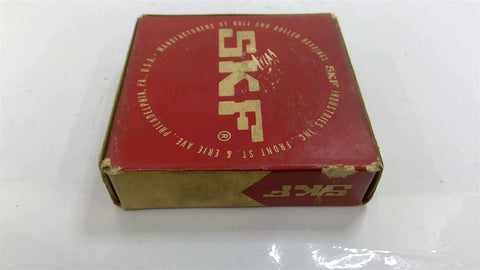 SKF
®
SKF INDUSTRIES INC. FRONT ST. & ERIE AVE., PHILADELPHIA, PA., U.S.A. MANUFACTURERS OF BALL AND ROLLER BEARINGS
SKF